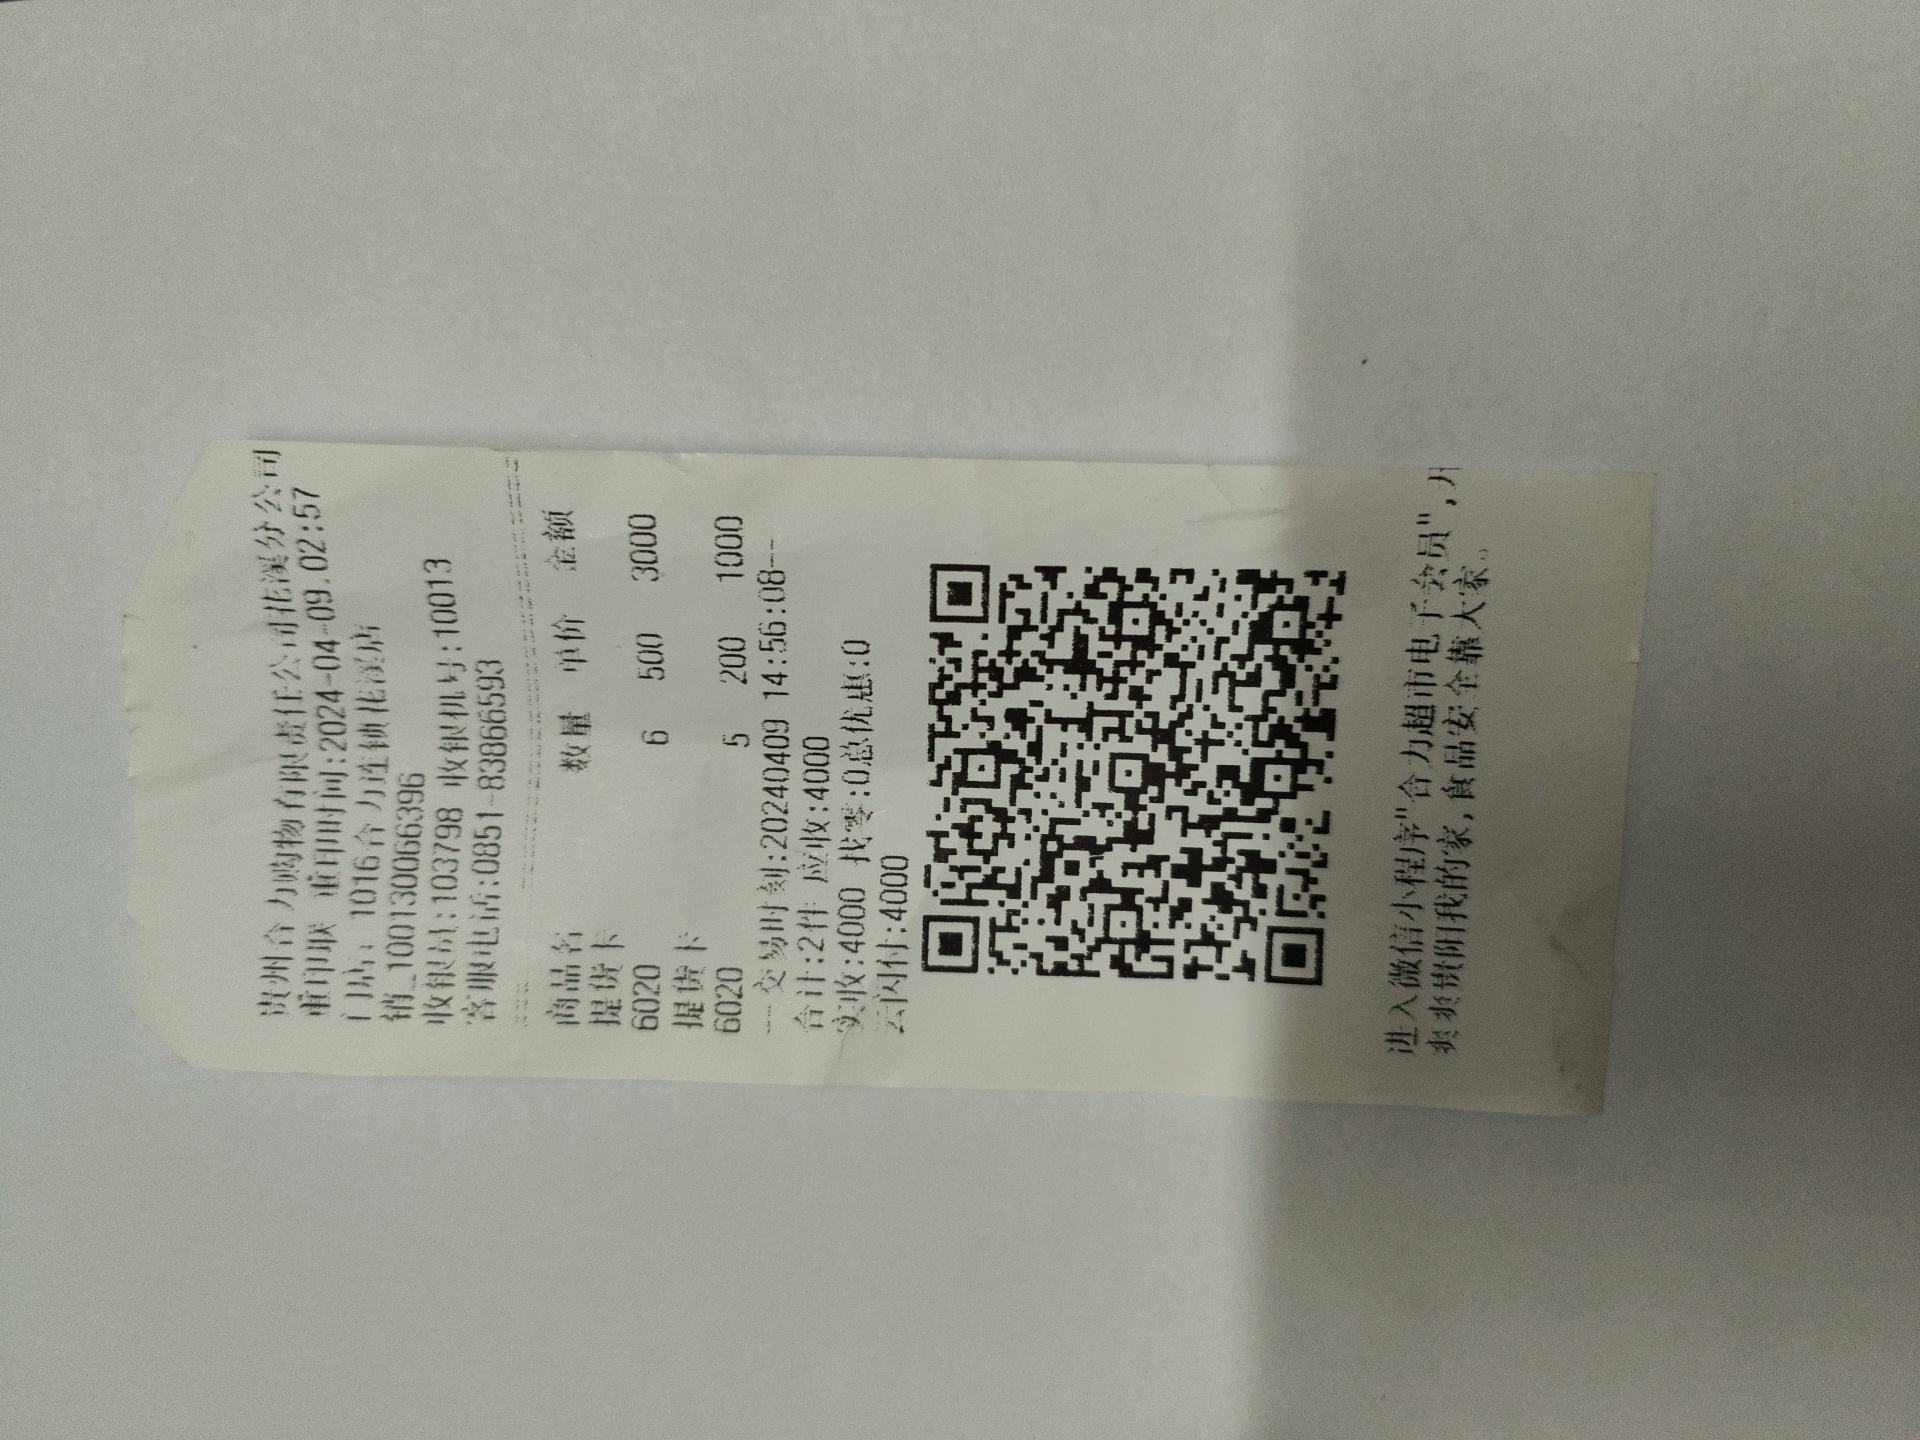 贵州合力购物有限责任公司花溪分公司
重印联 重印时间:2024-04-09.02:57
门店: 1016合力连锁花溪店
销_100130066396
收银员:103798 收银机号:10013
客服电话:0851-83866593
商品名 数量 单价 金额
提货卡
6020 6 500 3000
提货卡
6020 5 200 1000
---交易时刻:20240409 14:56:08--
合计:2件 应收:4000
实收:4000 找零:0总优惠:0
云闪付:4000
进入微信小程序"合力超市电子会员",
爽爽贵阳我的家,食品安全靠大家。